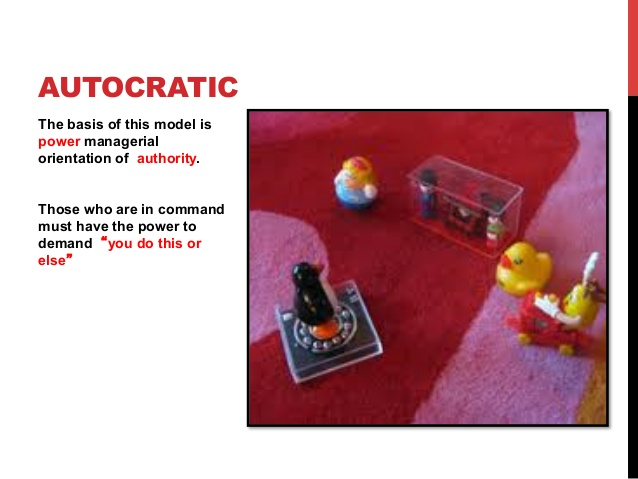 AUTOCRATIC
The basis of this model is
power managerial
orientation of authority.
Those who are in command
must have the power to
demand “you do this or
else”